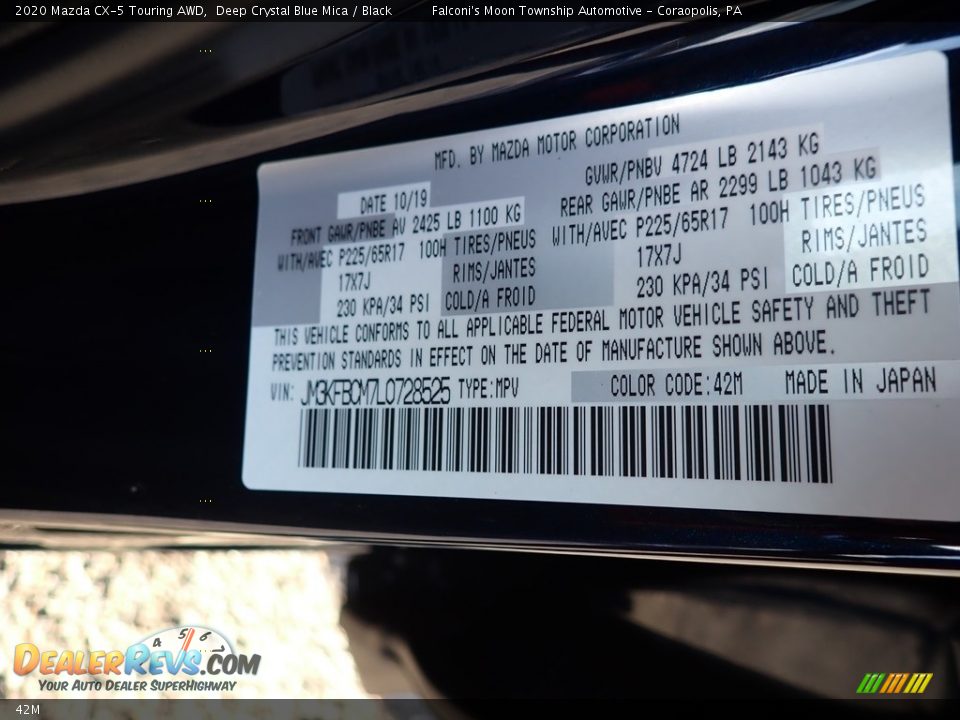 2020 Mazda CX-5 Touring AWD, Deep Crystal Blue Mica / Black Falconi's Moon Township Automotive - Coraopolis, PA
MFD. BY MAZDA MOTOR CORPORATION
DATE 10/19 GVWR/PNBV 4724 LB 2143 KG
FRONT GAWR/PNBE AV 2425 LB 1100 KG REAR GAWR/PNBE AR 2299 LB 1043 KG
WITH/AVEC P225/65R17 100H TIRES/PNEUS WITH/AVEC P225/65R17 100H TIRES/PNEUS
17X7J RIMS/JANTES 17X7J RIMS/JANTES
230 KPA/34 PSI COLD/A FROID 230 KPA/34 PSI COLD/A FROID
THIS VEHICLE CONFORMS TO ALL APPLICABLE FEDERAL MOTOR VEHICLE SAFETY AND THEFT
PREVENTION STANDARDS IN EFFECT ON THE DATE OF MANUFACTURE SHOWN ABOVE.
VIN: JM3KFBCM7L0728525 TYPE:MPV COLOR CODE:42M MADE IN JAPAN
4 5 6
DEALERREVS.COM
YOUR AUTO DEALER SUPERHIGHWAY
42M